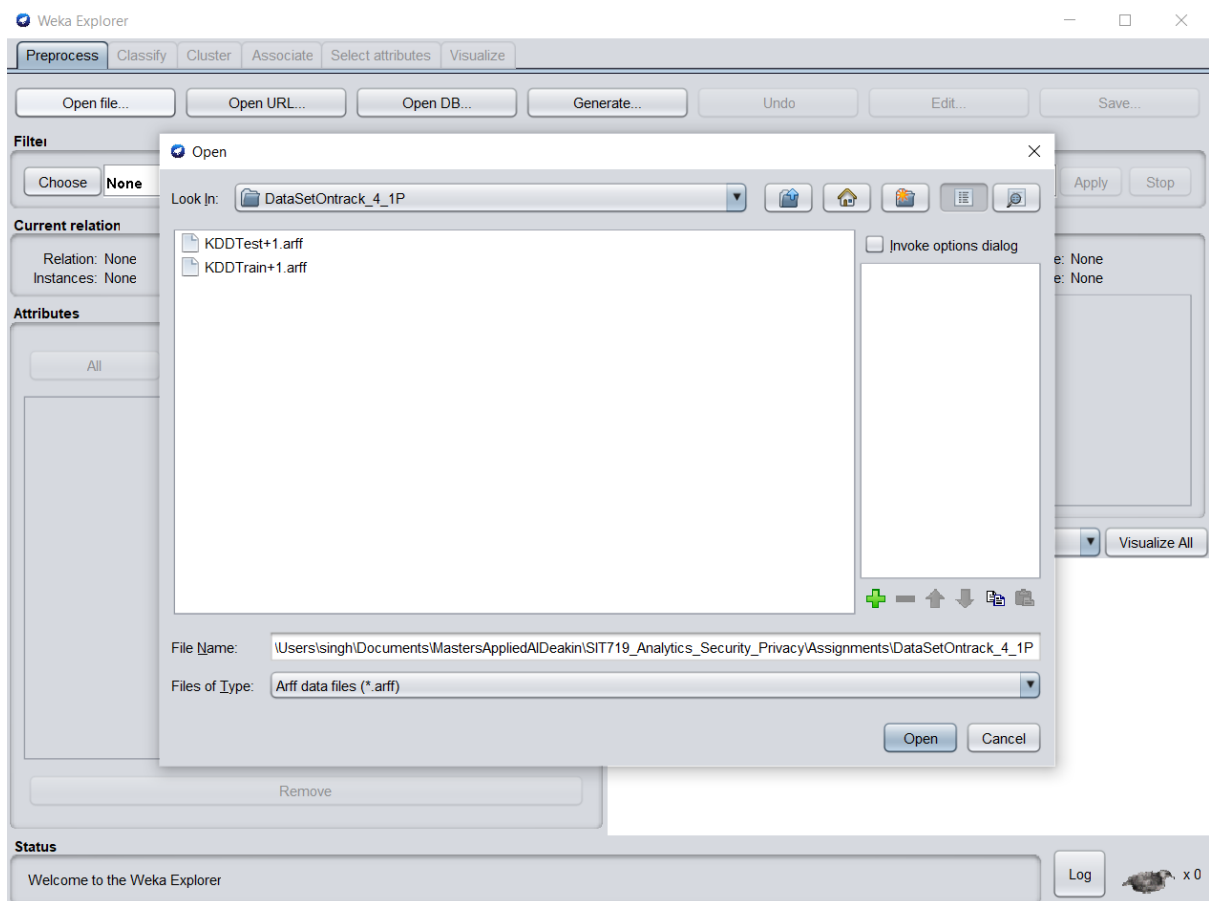 Weka Explorer
Preprocess Classify Cluster Associate Select attributes Visualize
Open file... Open URL... Open DB... Generate... Undo Edit... Save...
Filter
Choose None Apply Stop
Open
Look In: DataSetOntrack_4_1P
KDDTest+1.arff
KDDTrain+1.arff
Invoke options dialog
Current relation
Relation: None
Instances: None
e: None
e: None
Attributes
All
Visualize All
File Name: \Users\singh\Documents\MastersAppliedAIDeakin\SIT719_Analytics_Security_Privacy\Assignments\DataSetOntrack_4_1P
Files of Type: Arff data files (*.arff)
Open Cancel
Remove
Status
Welcome to the Weka Explorer
Log x 0